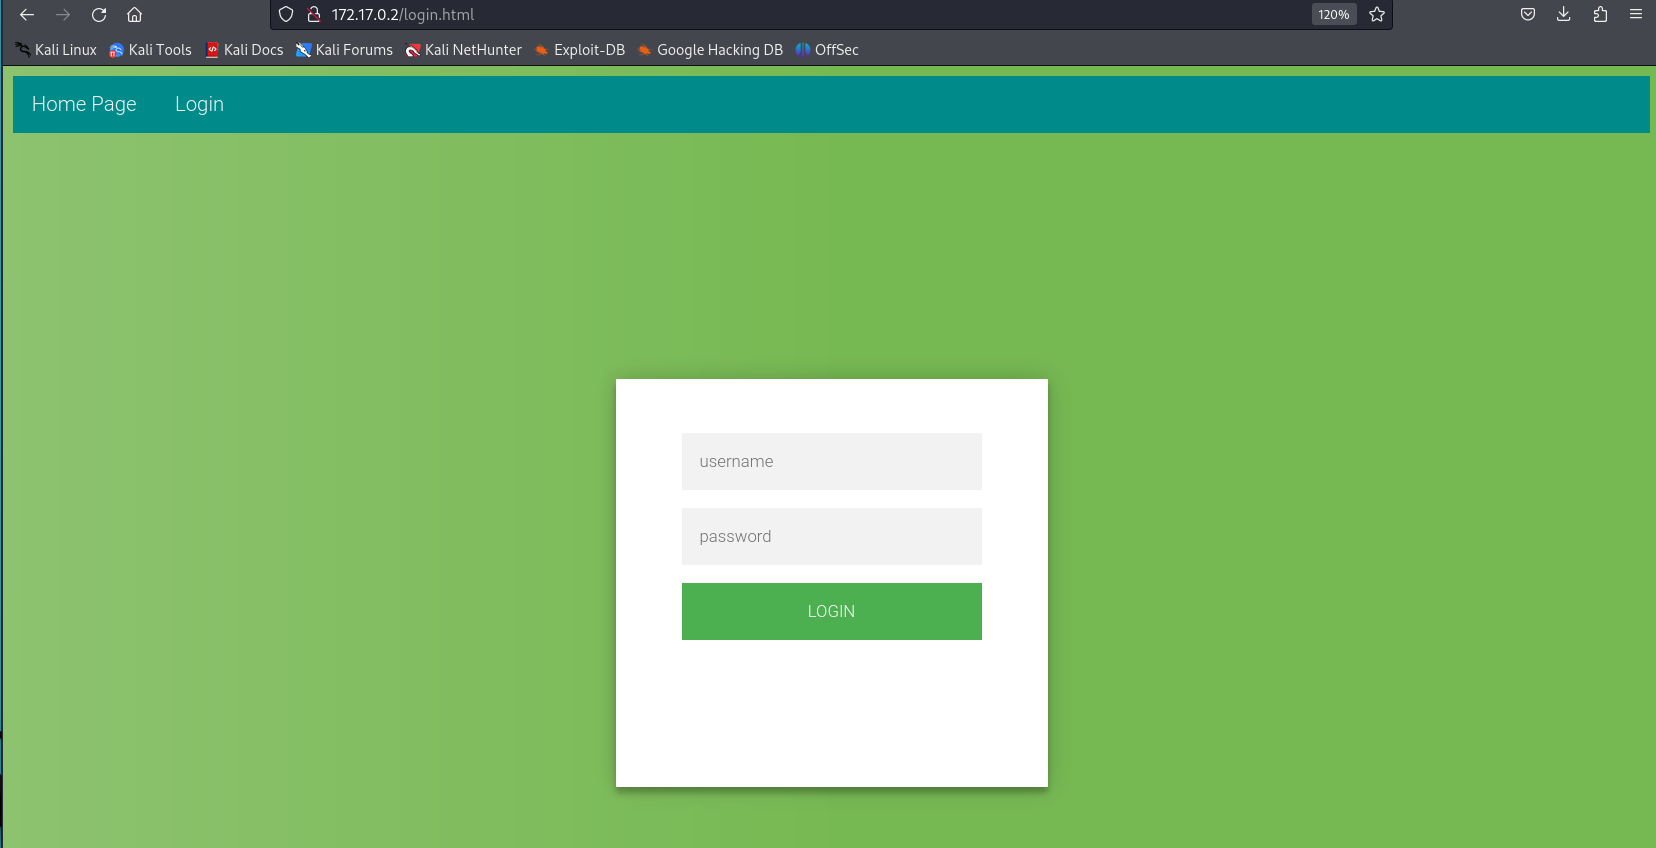 172.17.0.2/login.html 120%
Kali Linux Kali Tools Kali Docs Kali Forums Kali NetHunter Exploit-DB Google Hacking DB OffSec
Home Page Login
username
password
LOGIN